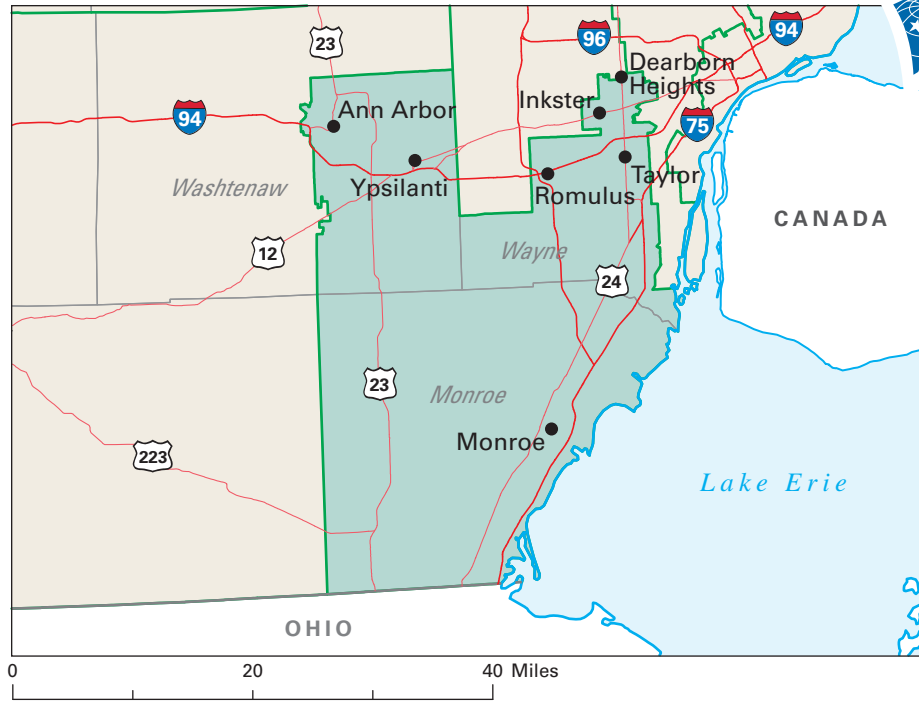 23
96
94
Dearborn
Heights
Inkster
Ann Arbor
94
75
Washtenaw
Ypsilanti
Romulus
Taylor
CANADA
12
Wayne
24
23
Monroe
Monroe
223
Lake Erie
OHIO
0 20 40 Miles